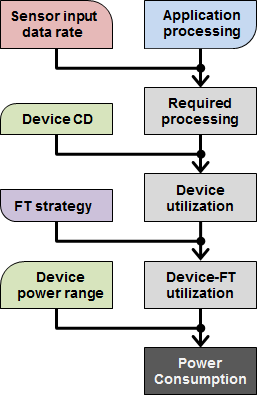 Sensor input
data rate
Application
processing
Required
processing
Device CD
Device
utilization
FT strategy
Device-FT
utilization
Device
power range
Power
Consumption